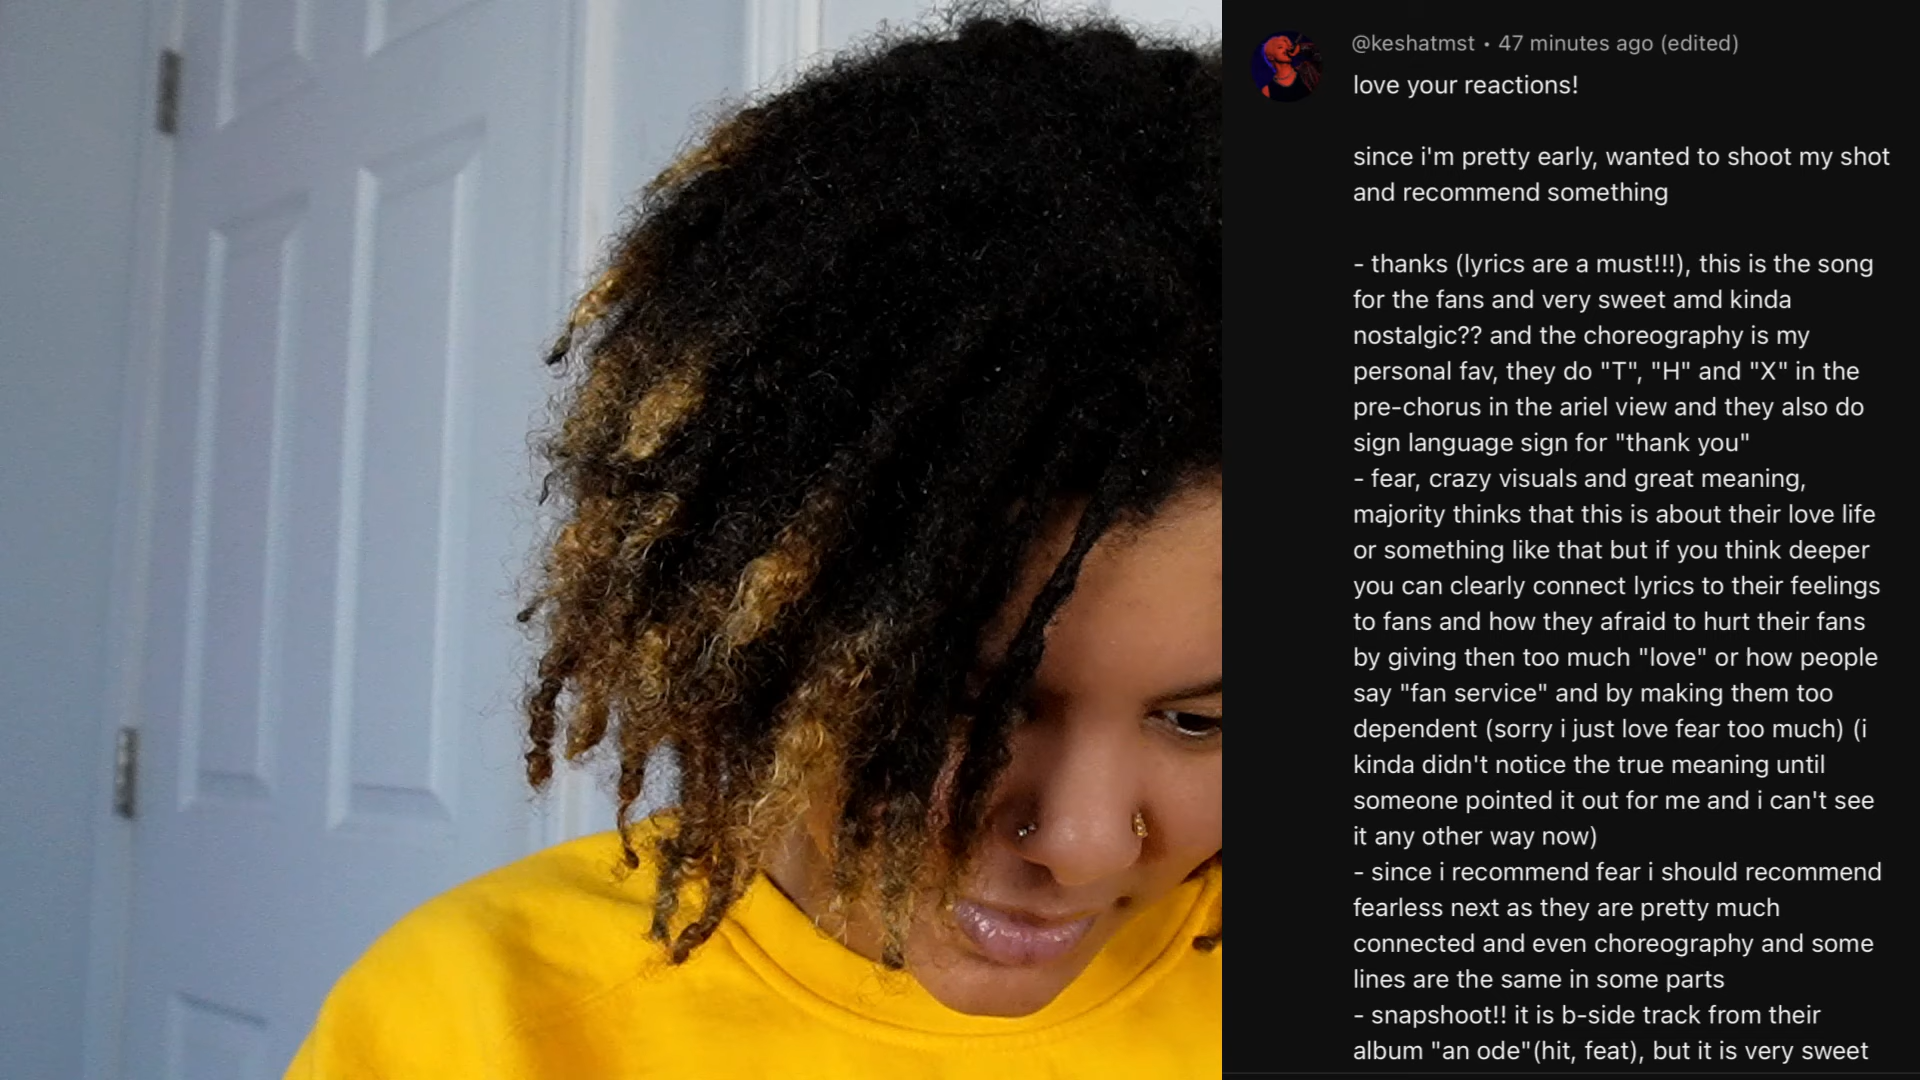 @keshatmst • 47 minutes ago (edited)
love your reactions!
since i'm pretty early, wanted to shoot my shot
and recommend something
- thanks (lyrics are a must!!!), this is the song
for the fans and very sweet amd kinda
nostalgic?? and the choreography is my
personal fav, they do "T", "H" and "X" in the
pre-chorus in the ariel view and they also do
sign language sign for "thank you"
- fear, crazy visuals and great meaning,
majority thinks that this is about their love life
or something like that but if you think deeper
you can clearly connect lyrics to their feelings
to fans and how they afraid to hurt their fans
by giving then too much "love" or how people
say "fan service" and by making them too
dependent (sorry i just love fear too much) (i
kinda didn't notice the true meaning until
someone pointed it out for me and i can't see
it any other way now)
- since i recommend fear i should recommend
fearless next as they are pretty much
connected and even choreography and some
lines are the same in some parts
- snapshoot!! it is b-side track from their
album "an ode"(hit, feat), but it is very sweet